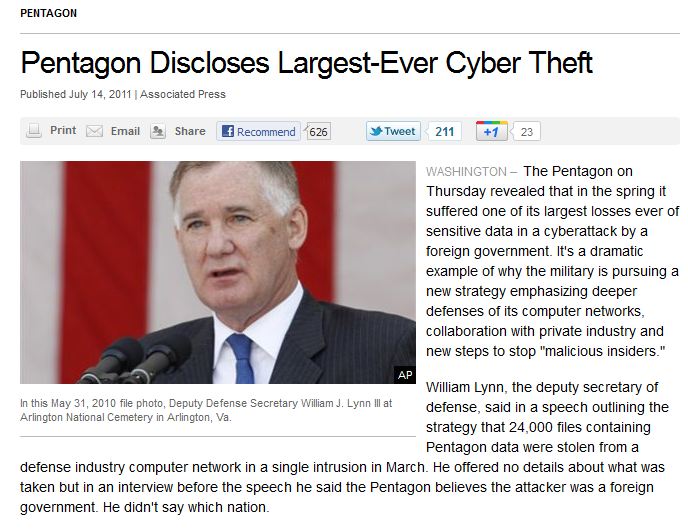 PENTAGON
Pentagon Discloses Largest-Ever Cyber Theft
Published July 14, 2011 | Associated Press
Print Email Share Recommend 626 Tweet 211 +1 23
AP
In this May 31, 2010 file photo, Deputy Defense Secretary William J. Lynn III at
Arlington National Cemetery in Arlington, Va.
WASHINGTON – The Pentagon on
Thursday revealed that in the spring it
suffered one of its largest losses ever of
sensitive data in a cyberattack by a
foreign government. It's a dramatic
example of why the military is pursuing a
new strategy emphasizing deeper
defenses of its computer networks,
collaboration with private industry and
new steps to stop "malicious insiders."
William Lynn, the deputy secretary of
defense, said in a speech outlining the
strategy that 24,000 files containing
Pentagon data were stolen from a
defense industry computer network in a single intrusion in March. He offered no details about what was
taken but in an interview before the speech he said the Pentagon believes the attacker was a foreign
government. He didn't say which nation.